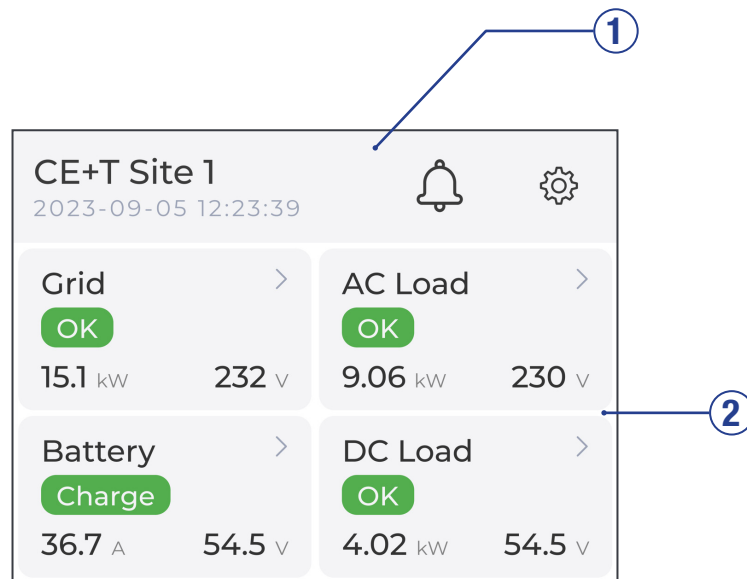 1
CE+T Site 1
2023-09-05 12:23:39
Grid
OK
15.1 kW 232 V
AC Load
OK
9.06 kW 230 V
2
Battery
Charge
36.7 A 54.5 V
DC Load
OK
4.02 kW 54.5 V